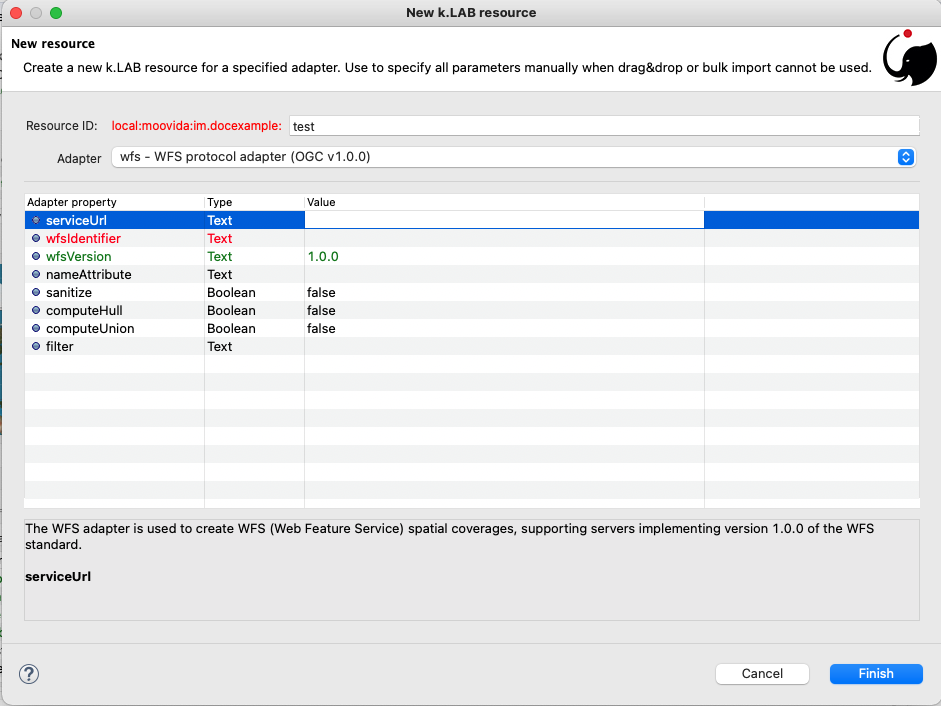 New k.LAB resource
New resource
Create a new k.LAB resource for a specified adapter. Use to specify all parameters manually when drag&drop or bulk import cannot be used.
Resource ID: local:moovida:im.docexample: test
Adapter wfs - WFS protocol adapter (OGC v1.0.0)
Adapter property Type Value
serviceUrl Text
wfsIdentifier Text
wfsVersion Text 1.0.0
nameAttribute Text
sanitize Boolean false
computeHull Boolean false
computeUnion Boolean false
filter Text
The WFS adapter is used to create WFS (Web Feature Service) spatial coverages, supporting servers implementing version 1.0.0 of the WFS
standard.
serviceUrl
? Cancel Finish